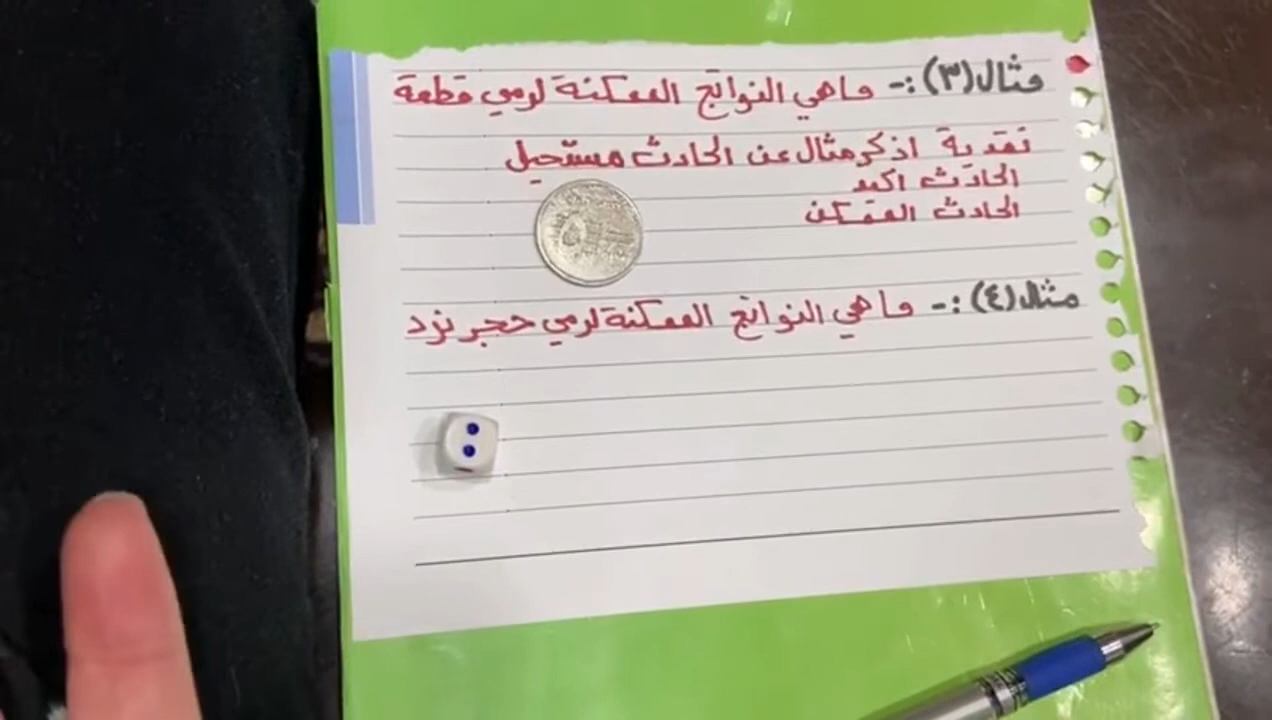 مثال (٣) :- ماهي النواتج الممكنة لرمي قطعة
نقدية اذكر مثال عن الحادث مستحيل
الحادث اكيد
الحادث الممكن
مثال (٤) :- ماهي النواتج الممكنة لرمي حجر نرد